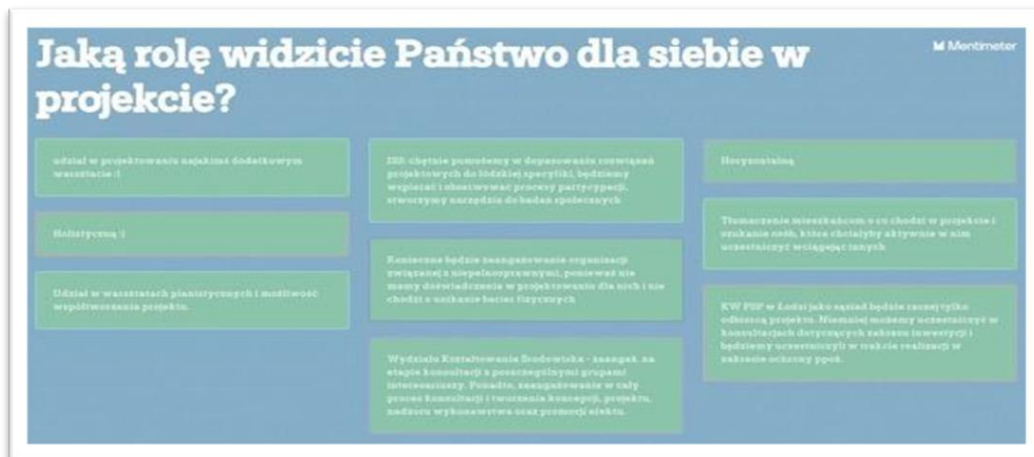 Jaką rolę widzicie Państwo dla siebie w
projekcie?
Mentimeter
udział w projektowaniu najakimś dodatkowym
warsztacie :)
Holistyczną :)
Udział w warsztatach planistycznych i możliwość
współtworzenia projektu.
chętnie pomożemy w dopasowaniu rozwiązań
projektowych do łódzkiej specyfiki, będziemy
wspierać i obserwować procesy partycypacji,
stworzymy narzędzia do badań społecznych
Konieczne będzie zaangażowanie organizacji
związanej z niepełnosprawnymi, ponieważ nie
mamy doświadczenia w projektowaniu dla nich i nie
chodzi o unikanie barier fizycznych
Wydziału Kształtowania Środowiska - zaangaż. na
etapie konsultacji z poszczególnymi grupami
interesariuszy. Ponadto, zaangażowanie w cały
proces konsultacji i tworzenia koncepcji, projektu,
nadzoru wykonawstwa oraz promocji efektu.
Horyzontalną
Tłumaczenie mieszkańcom o co chodzi w projekcie i
szukanie osób, które chciałyby aktywnie w nim
uczestniczyć wciągając innych
KW PSP w Łodzi jako sąsiad będzie raczej tylko
odbiorcą projektu. Niemniej możemy uczestniczyć w
konsultacjach dotyczących zakresu inwestycji i
będziemy uczestniczyli w trakcie realizacji w
zakresie ochrony ppoż.